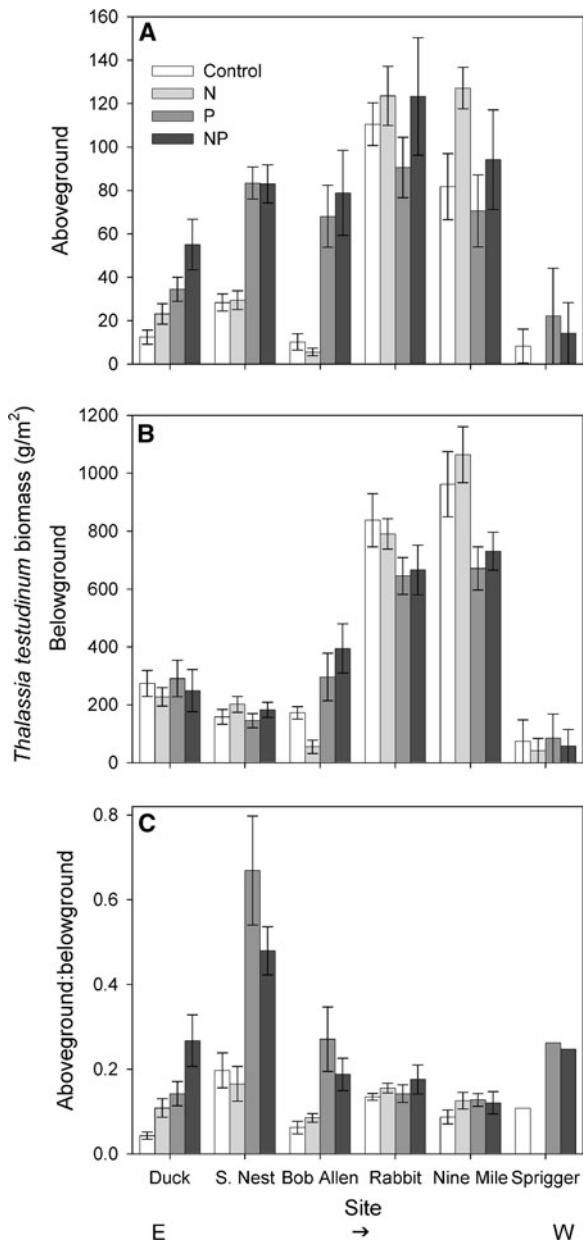 A
160
140
120
100
80
60
40
20
0
Aboveground
Control
N
P
NP
B
1200
1000
800
600
400
200
0
Thalassia testudinum biomass (g/m²)
Belowground
C
0.8
0.6
0.4
0.2
0.0
Aboveground:belowground
Duck S. Nest Bob Allen Rabbit Nine Mile Sprigger
Site
E → W